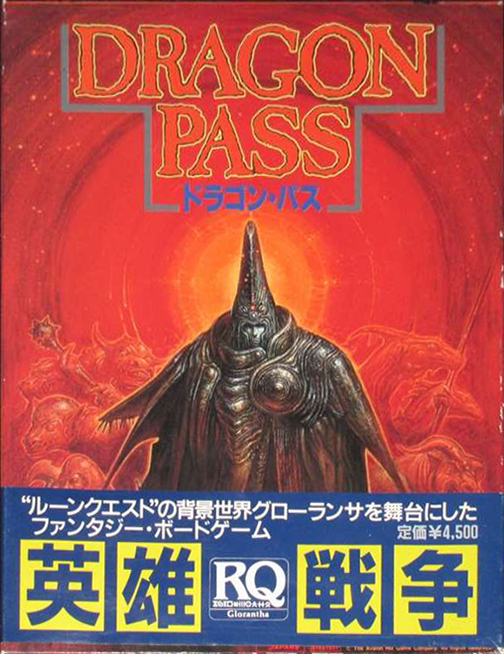 DRAGON
PASS
ドラゴン・パス
“ルーンクエスト”の背景世界グローランサを舞台にした
ファンタジー・ボードゲーム
定価¥4,500
英雄戦争
RQ
Glorantha